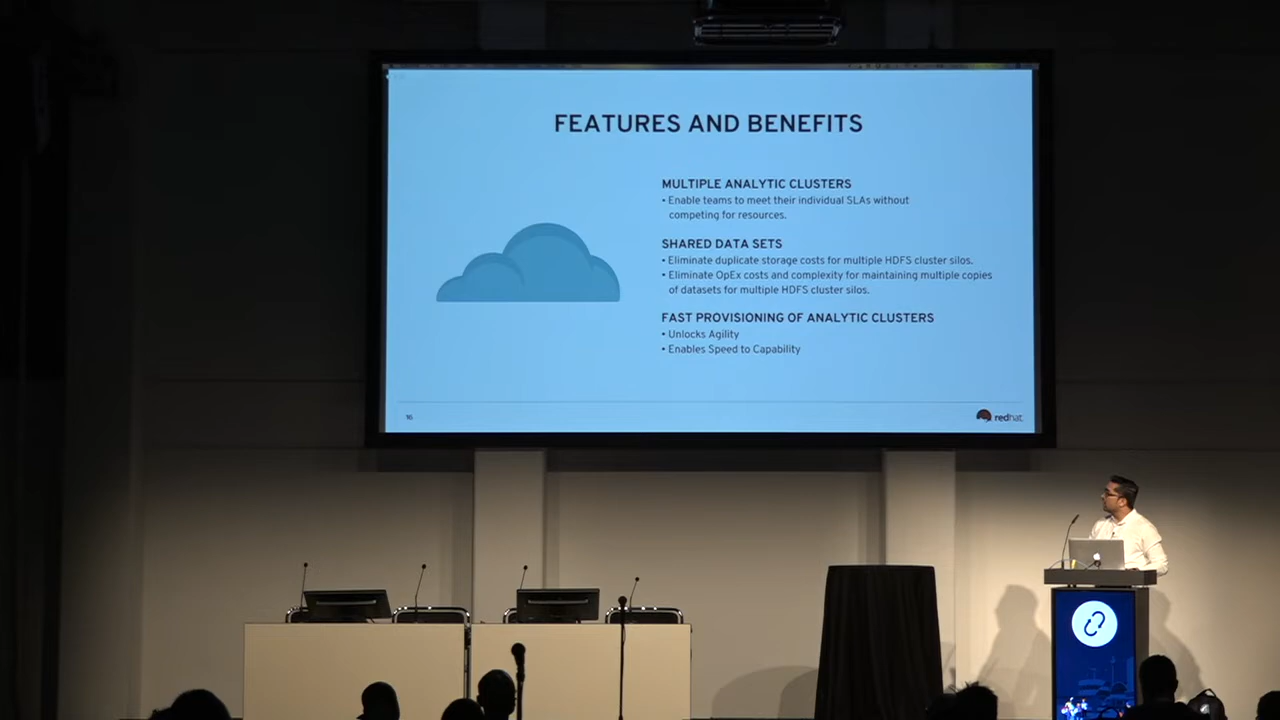 FEATURES AND BENEFITS
MULTIPLE ANALYTIC CLUSTERS
• Enable teams to meet their individual SLAs without
competing for resources.
SHARED DATA SETS
• Eliminate duplicate storage costs for multiple HDFS cluster silos.
• Eliminate OpEx costs and complexity for maintaining multiple copies
of datasets for multiple HDFS cluster silos.
FAST PROVISIONING OF ANALYTIC CLUSTERS
• Unlocks Agility
• Enables Speed to Capability
16
redhat.